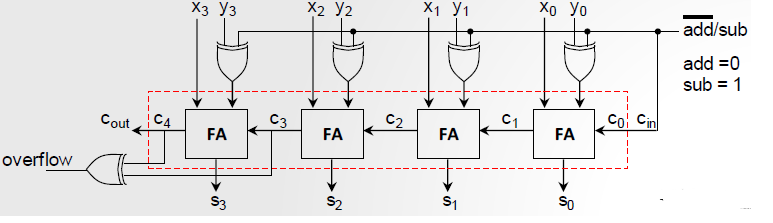 x3 y3 x2 y2 x1 y1 x0 y0
add/sub
add =0
sub = 1
Cout C4 FA C3 FA C2 FA C1 FA C0 Cin
overflow
s3 s2 s1 s0